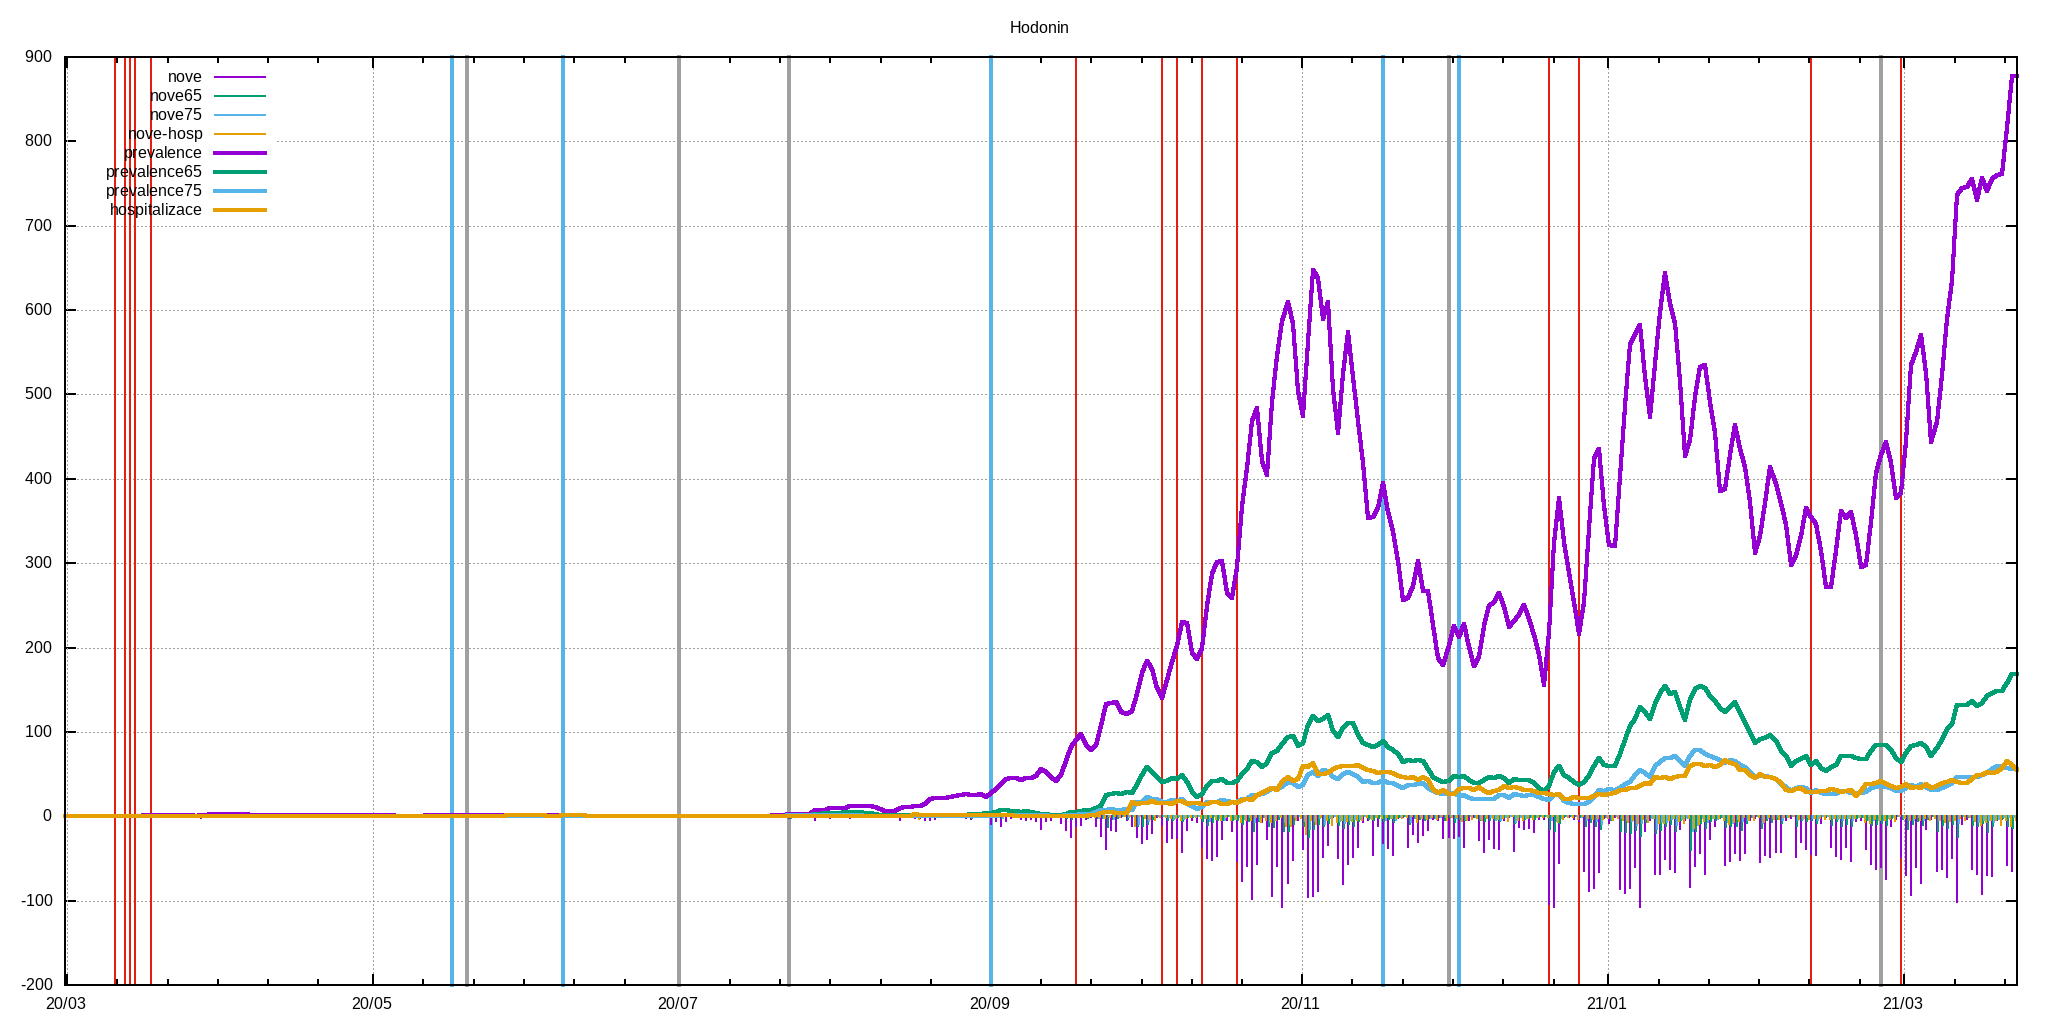 Hodonin
900
800
700
600
500
400
300
200
100
0
-100
-200
nove
nove65
nove75
nove-hosp
prevalence
prevalence65
prevalence75
hospitalizace
20/03 20/05 20/07 20/09 20/11 21/01 21/03